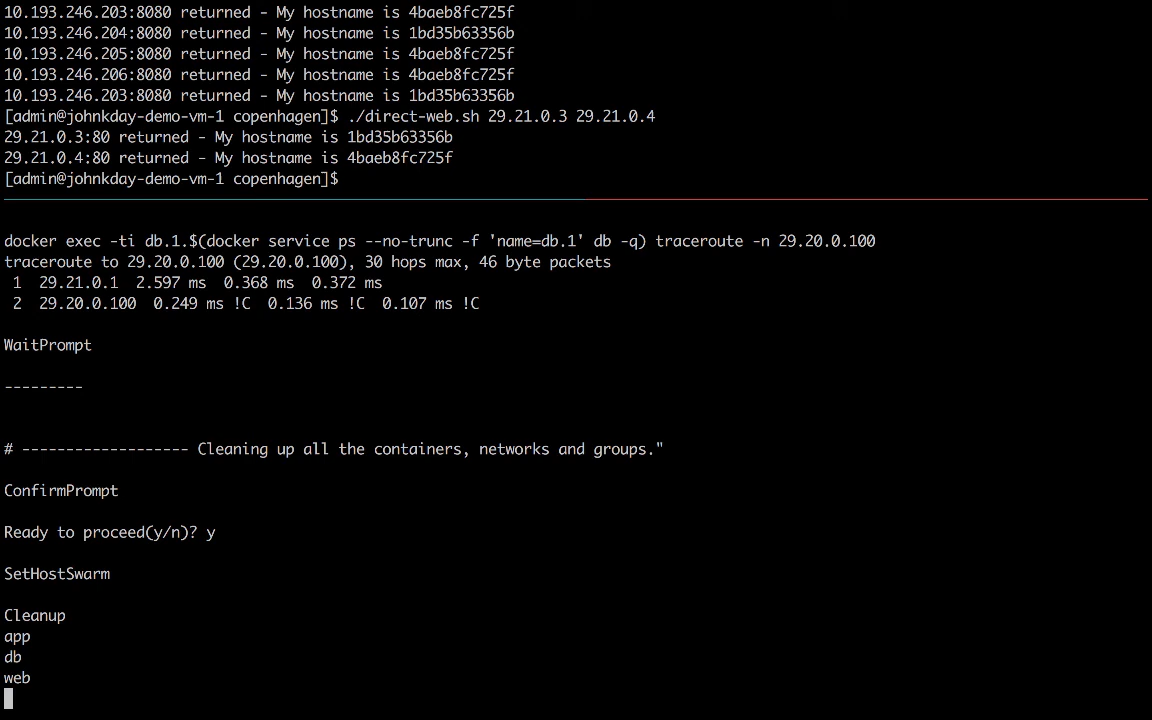 10.193.246.203:8080 returned - My hostname is 4baeb8fc725f
10.193.246.204:8080 returned - My hostname is 1bd35b63356b
10.193.246.205:8080 returned - My hostname is 4baeb8fc725f
10.193.246.206:8080 returned - My hostname is 4baeb8fc725f
10.193.246.203:8080 returned - My hostname is 1bd35b63356b
[admin@johnkday-demo-vm-1 copenhagen]$ ./direct-web.sh 29.21.0.3 29.21.0.4
29.21.0.3:80 returned - My hostname is 1bd35b63356b
29.21.0.4:80 returned - My hostname is 4baeb8fc725f
[admin@johnkday-demo-vm-1 copenhagen]$
docker exec -ti db.1.$(docker service ps --no-trunc -f 'name=db.1' db -q) traceroute -n 29.20.0.100
traceroute to 29.20.0.100 (29.20.0.100), 30 hops max, 46 byte packets
1  29.21.0.1  2.597 ms  0.368 ms  0.372 ms
2  29.20.0.100  0.249 ms !C  0.136 ms !C  0.107 ms !C
WaitPrompt
---------
# ------------------- Cleaning up all the containers, networks and groups."
ConfirmPrompt
Ready to proceed(y/n)? y
SetHostSwarm
Cleanup
app
db
web